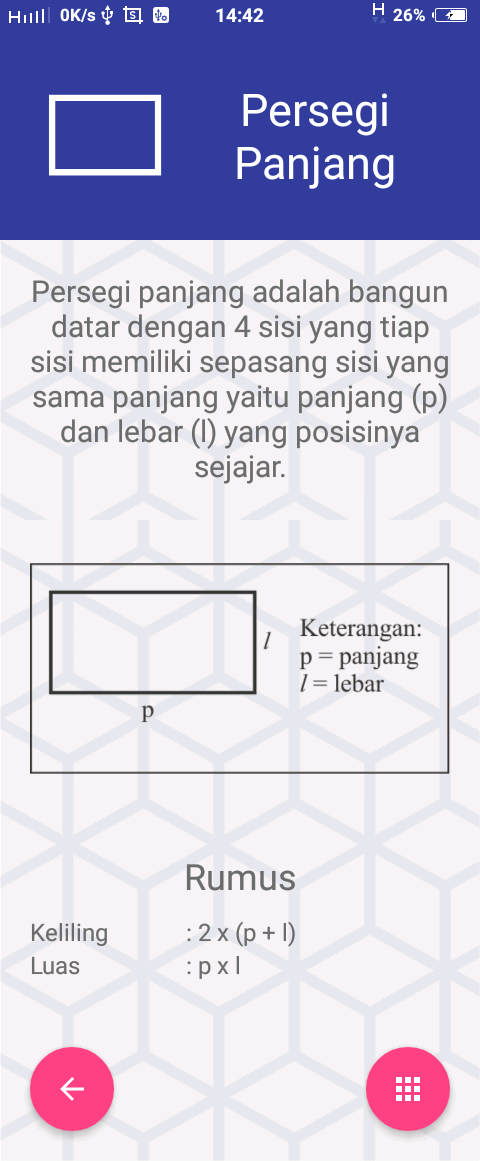 0K/s 14:42 H 26%
Persegi
Panjang
Persegi panjang adalah bangun
datar dengan 4 sisi yang tiap
sisi memiliki sepasang sisi yang
sama panjang yaitu panjang (p)
dan lebar (l) yang posisinya
sejajar.
l
p
Keterangan:
p = panjang
l = lebar
Rumus
Keliling : 2 x (p + l)
Luas : p x l